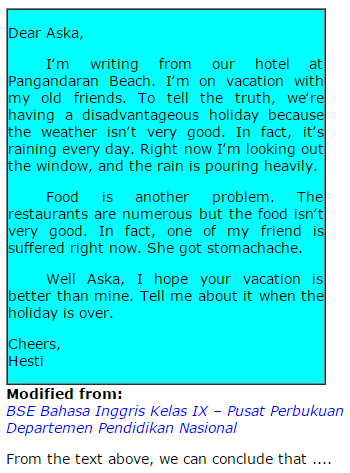 Dear Aska,
I'm writing from our hotel at
Pangandaran Beach. I'm on vacation with
my old friends. To tell the truth, we're
having a disadvantageous holiday because
the weather isn't very good. In fact, it's
raining every day. Right now I'm looking out
the window, and the rain is pouring heavily.
Food is another problem. The
restaurants are numerous but the food isn't
very good. In fact, one of my friend is
suffered right now. She got stomachache.
Well Aska, I hope your vacation is
better than mine. Tell me about it when the
holiday is over.
Cheers,
Hesti
Modified from:
BSE Bahasa Inggris Kelas IX – Pusat Perbukuan
Departemen Pendidikan Nasional
From the text above, we can conclude that ....